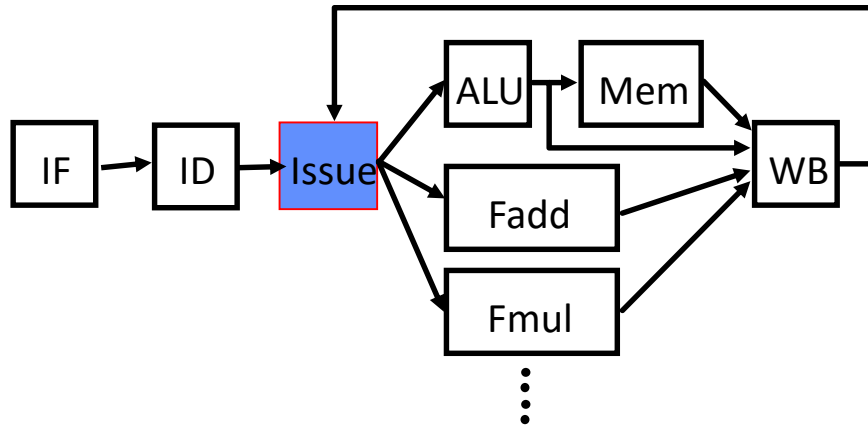 IF
ID
Issue
ALU
Mem
Fadd
Fmul
WB